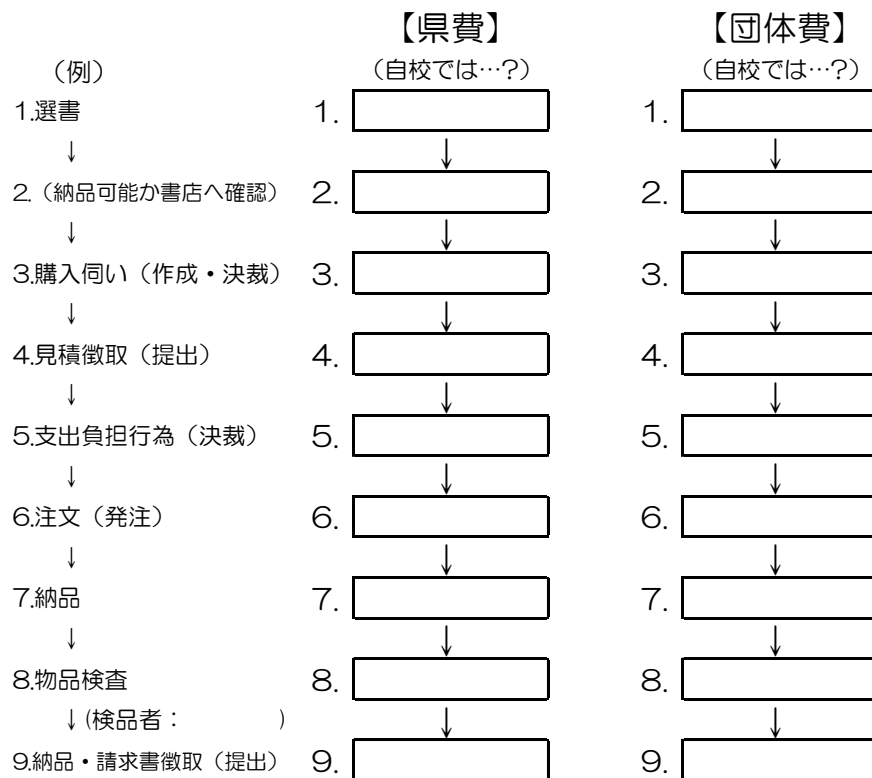 【県費】 【団体費】
（例） （自校では…?） （自校では…?）
1.選書 1. 1.
↓ ↓ ↓
2.（納品可能か書店へ確認） 2. 2.
↓ ↓ ↓
3.購入伺い（作成・決裁） 3. 3.
↓ ↓ ↓
4.見積徴取（提出） 4. 4.
↓ ↓ ↓
5.支出負担行為（決裁） 5. 5.
↓ ↓ ↓
6.注文（発注） 6. 6.
↓ ↓ ↓
7.納品 7. 7.
↓ ↓ ↓
8.物品検査 8. 8.
↓(検品者：　　　　) ↓ ↓
9.納品・請求書徴取（提出） 9. 9.